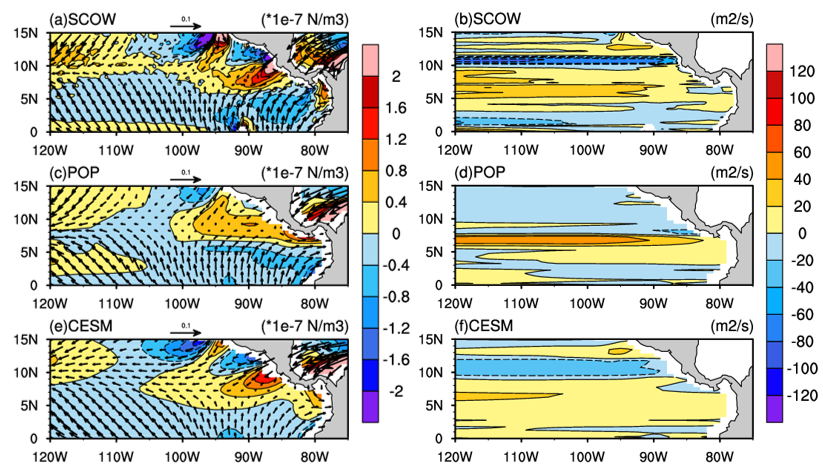 (a)SCOW (*1e-7 N/m3)
0.1
15N
10N
5N
0
120W 110W 100W 90W 80W
(b)SCOW (m2/s)
15N
10N
5N
0
120W 110W 100W 90W 80W
(c)POP (*1e-7 N/m3)
0.1
15N
10N
5N
0
120W 110W 100W 90W 80W
(d)POP (m2/s)
15N
10N
5N
0
120W 110W 100W 90W 80W
(e)CESM (*1e-7 N/m3)
0.1
15N
10N
5N
0
120W 110W 100W 90W 80W
(f)CESM (m2/s)
15N
10N
5N
0
120W 110W 100W 90W 80W
2
1.6
1.2
0.8
0.4
0
-0.4
-0.8
-1.2
-1.6
-2
120
100
80
60
40
20
0
-20
-40
-60
-80
-100
-120